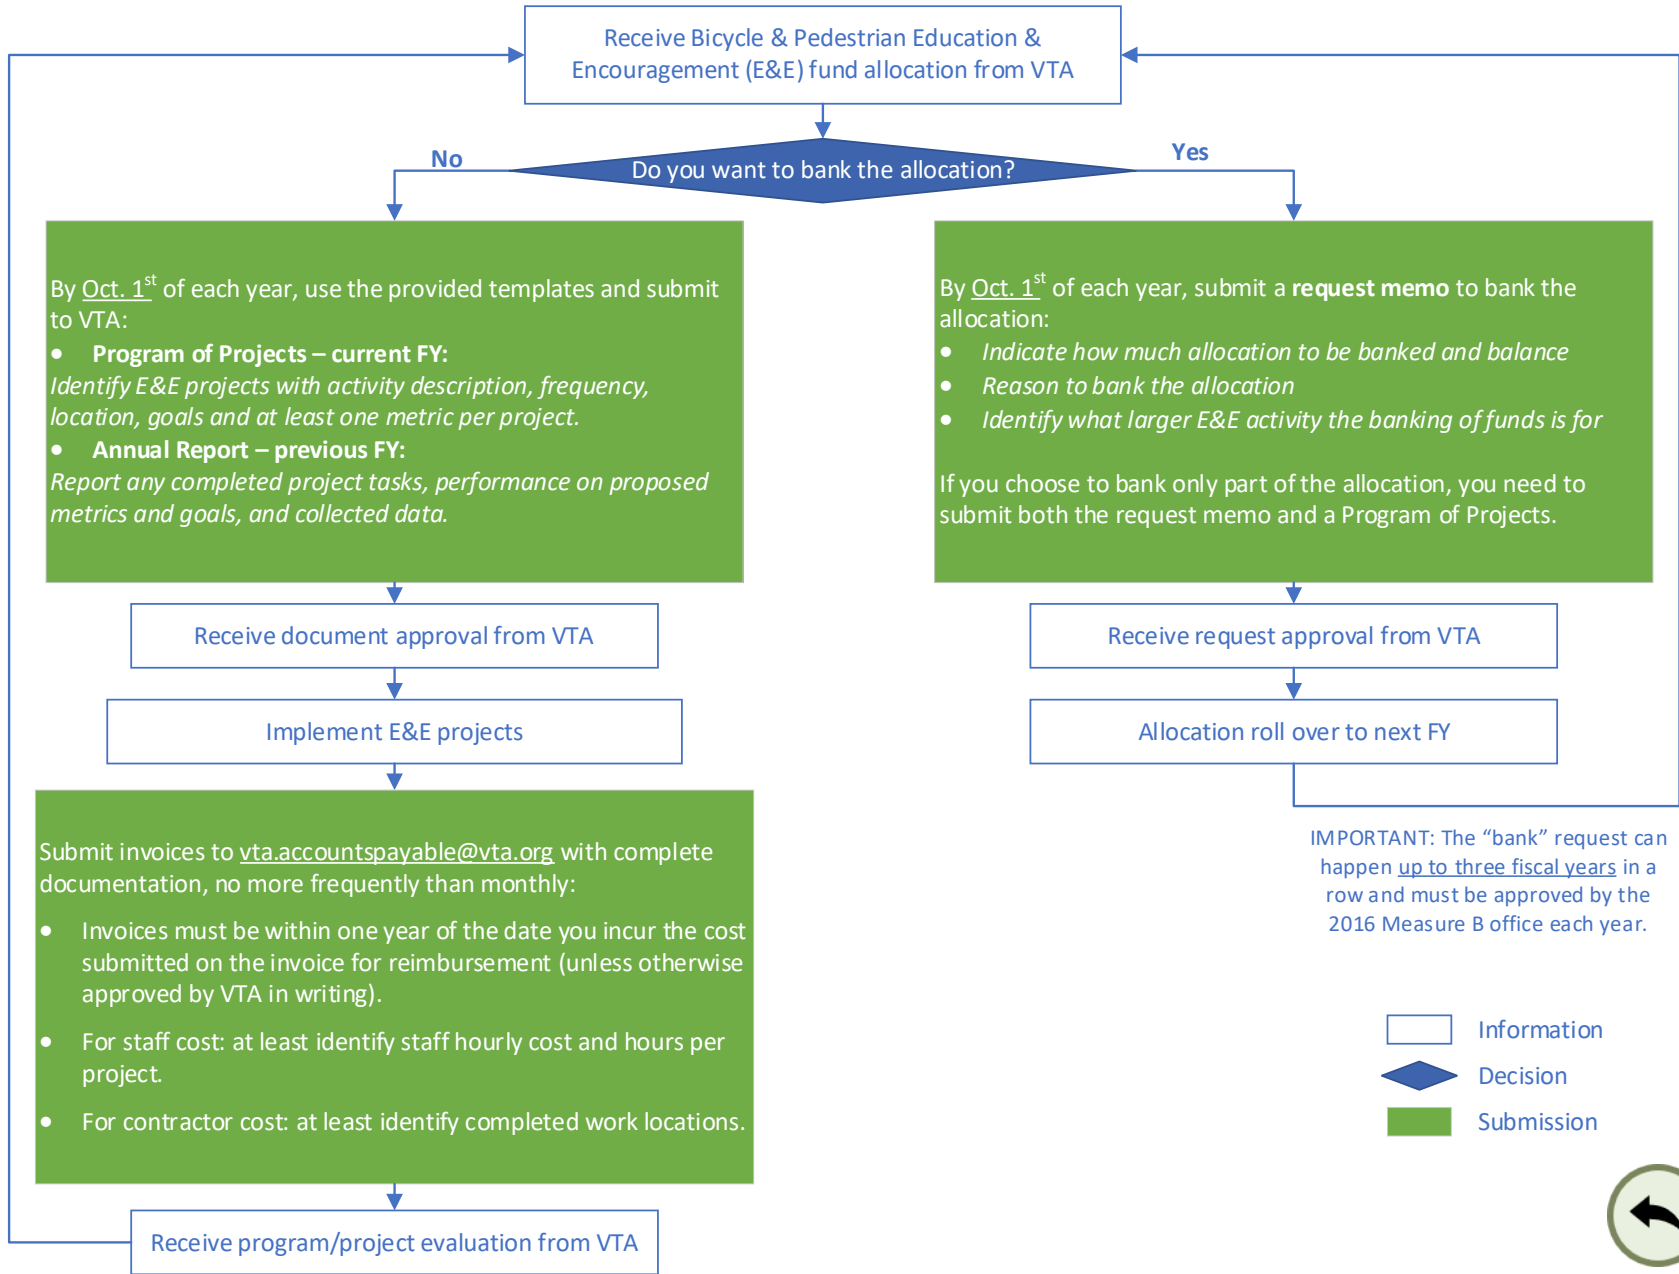 Receive Bicycle & Pedestrian Education &
Encouragement (E&E) fund allocation from VTA
Do you want to bank the allocation?
No
Yes
By Oct. 1st of each year, use the provided templates and submit
to VTA:
• Program of Projects – current FY:
Identify E&E projects with activity description, frequency,
location, goals and at least one metric per project.
• Annual Report – previous FY:
Report any completed project tasks, performance on proposed
metrics and goals, and collected data.
Receive document approval from VTA
Implement E&E projects
Submit invoices to vta.accountspayable@vta.org with complete
documentation, no more frequently than monthly:
• Invoices must be within one year of the date you incur the cost
submitted on the invoice for reimbursement (unless otherwise
approved by VTA in writing).
• For staff cost: at least identify staff hourly cost and hours per
project.
• For contractor cost: at least identify completed work locations.
Receive program/project evaluation from VTA
By Oct. 1st of each year, submit a request memo to bank the
allocation:
• Indicate how much allocation to be banked and balance
• Reason to bank the allocation
• Identify what larger E&E activity the banking of funds is for
If you choose to bank only part of the allocation, you need to
submit both the request memo and a Program of Projects.
Receive request approval from VTA
Allocation roll over to next FY
IMPORTANT: The “bank” request can
happen up to three fiscal years in a
row and must be approved by the
2016 Measure B office each year.
Information
Decision
Submission